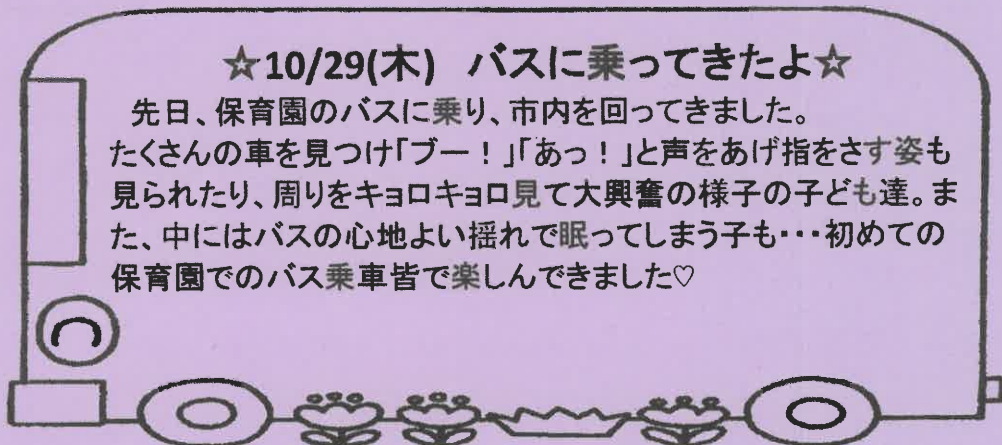 ☆10/29(木)　バスに乗ってきたよ☆
先日、保育園のバスに乗り、市内を回ってきました。
たくさんの車を見つけ「ブー！」「あっ！」と声をあげ指をさす姿も
見られたり、周りをキョロキョロ見て大興奮の様子の子ども達。ま
た、中にはバスの心地よい揺れで眠ってしまう子も・・・初めての
保育園でのバス乗車皆で楽しんできました♡